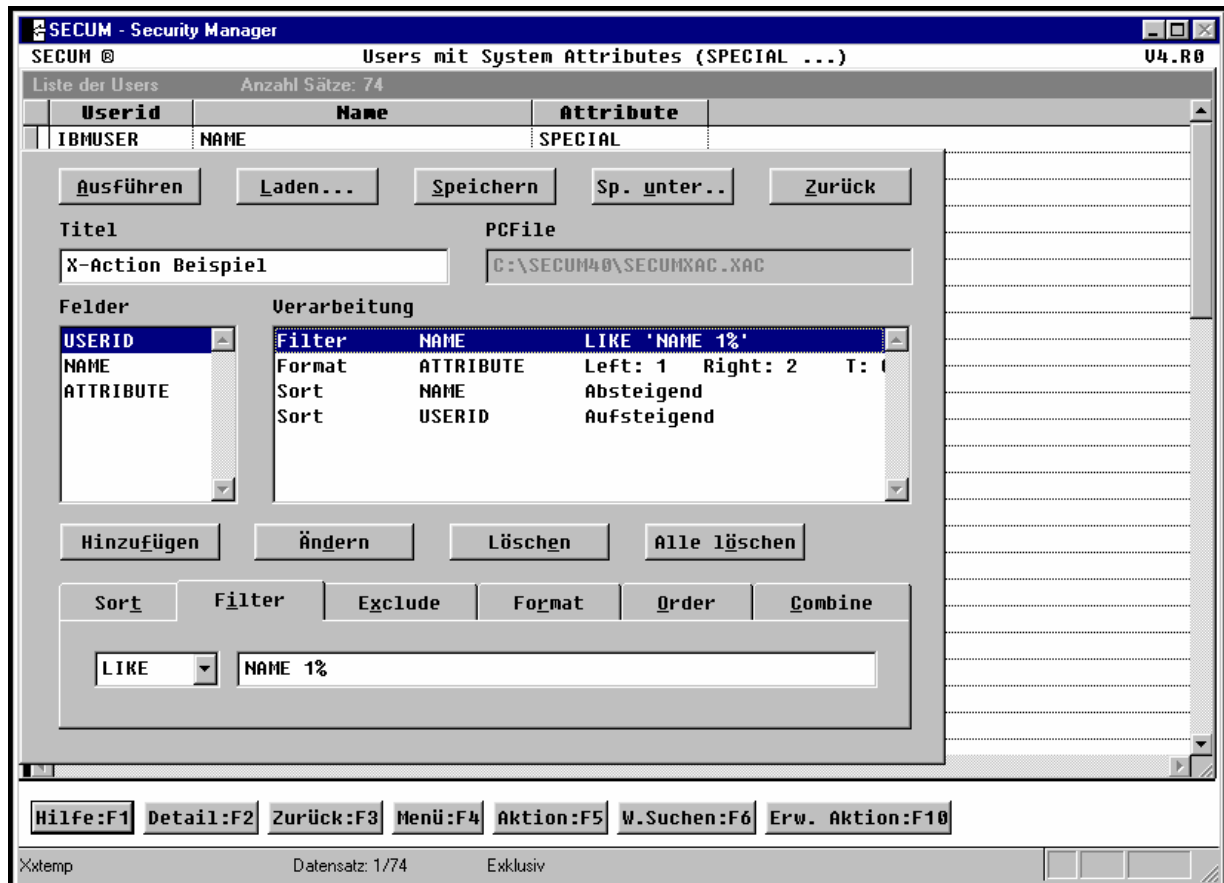 SECUM - Security Manager
SECUM ® Users mit System Attributes (SPECIAL ...) V4.R0
Liste der Users Anzahl Sätze: 74
Userid Name Attribute
IBMUSER NAME SPECIAL
Ausführen Laden... Speichern Sp. unter.. Zurück
Titel PCFile
X-Action Beispiel C:\SECUM40\SECUMXAC.XAC
Felder Verarbeitung
USERID Filter NAME LIKE 'NAME 1%'
NAME Format ATTRIBUTE Left: 1 Right: 2 T:
ATTRIBUTE Sort NAME Absteigend
Sort USERID Aufsteigend
Hinzufügen Ändern Löschen Alle löschen
Sort Filter Exclude Format Order Combine
LIKE NAME 1%
Hilfe:F1 Detail:F2 Zurück:F3 Menü:F4 Aktion:F5 W.Suchen:F6 Erw. Aktion:F10
Xxtemp Datensatz: 1/74 Exklusiv